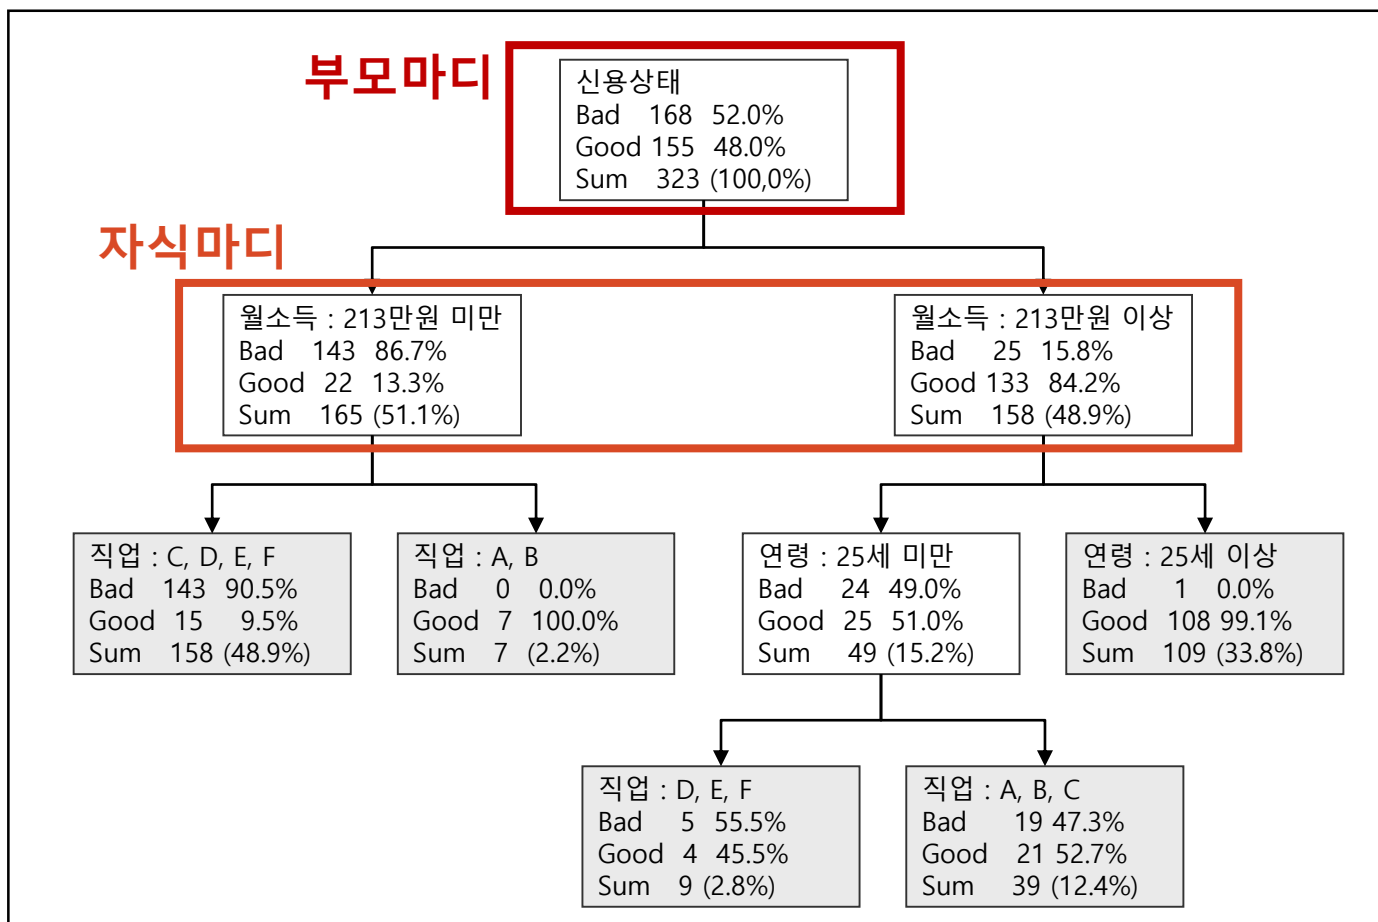 부모마디
신용상태
Bad 168 52.0%
Good 155 48.0%
Sum 323 (100,0%)
자식마디
월소득 : 213만원 미만
Bad 143 86.7%
Good 22 13.3%
Sum 165 (51.1%)
월소득 : 213만원 이상
Bad 25 15.8%
Good 133 84.2%
Sum 158 (48.9%)
직업 : C, D, E, F
Bad 143 90.5%
Good 15 9.5%
Sum 158 (48.9%)
직업 : A, B
Bad 0 0.0%
Good 7 100.0%
Sum 7 (2.2%)
연령 : 25세 미만
Bad 24 49.0%
Good 25 51.0%
Sum 49 (15.2%)
연령 : 25세 이상
Bad 1 0.0%
Good 108 99.1%
Sum 109 (33.8%)
직업 : D, E, F
Bad 5 55.5%
Good 4 45.5%
Sum 9 (2.8%)
직업 : A, B, C
Bad 19 47.3%
Good 21 52.7%
Sum 39 (12.4%)